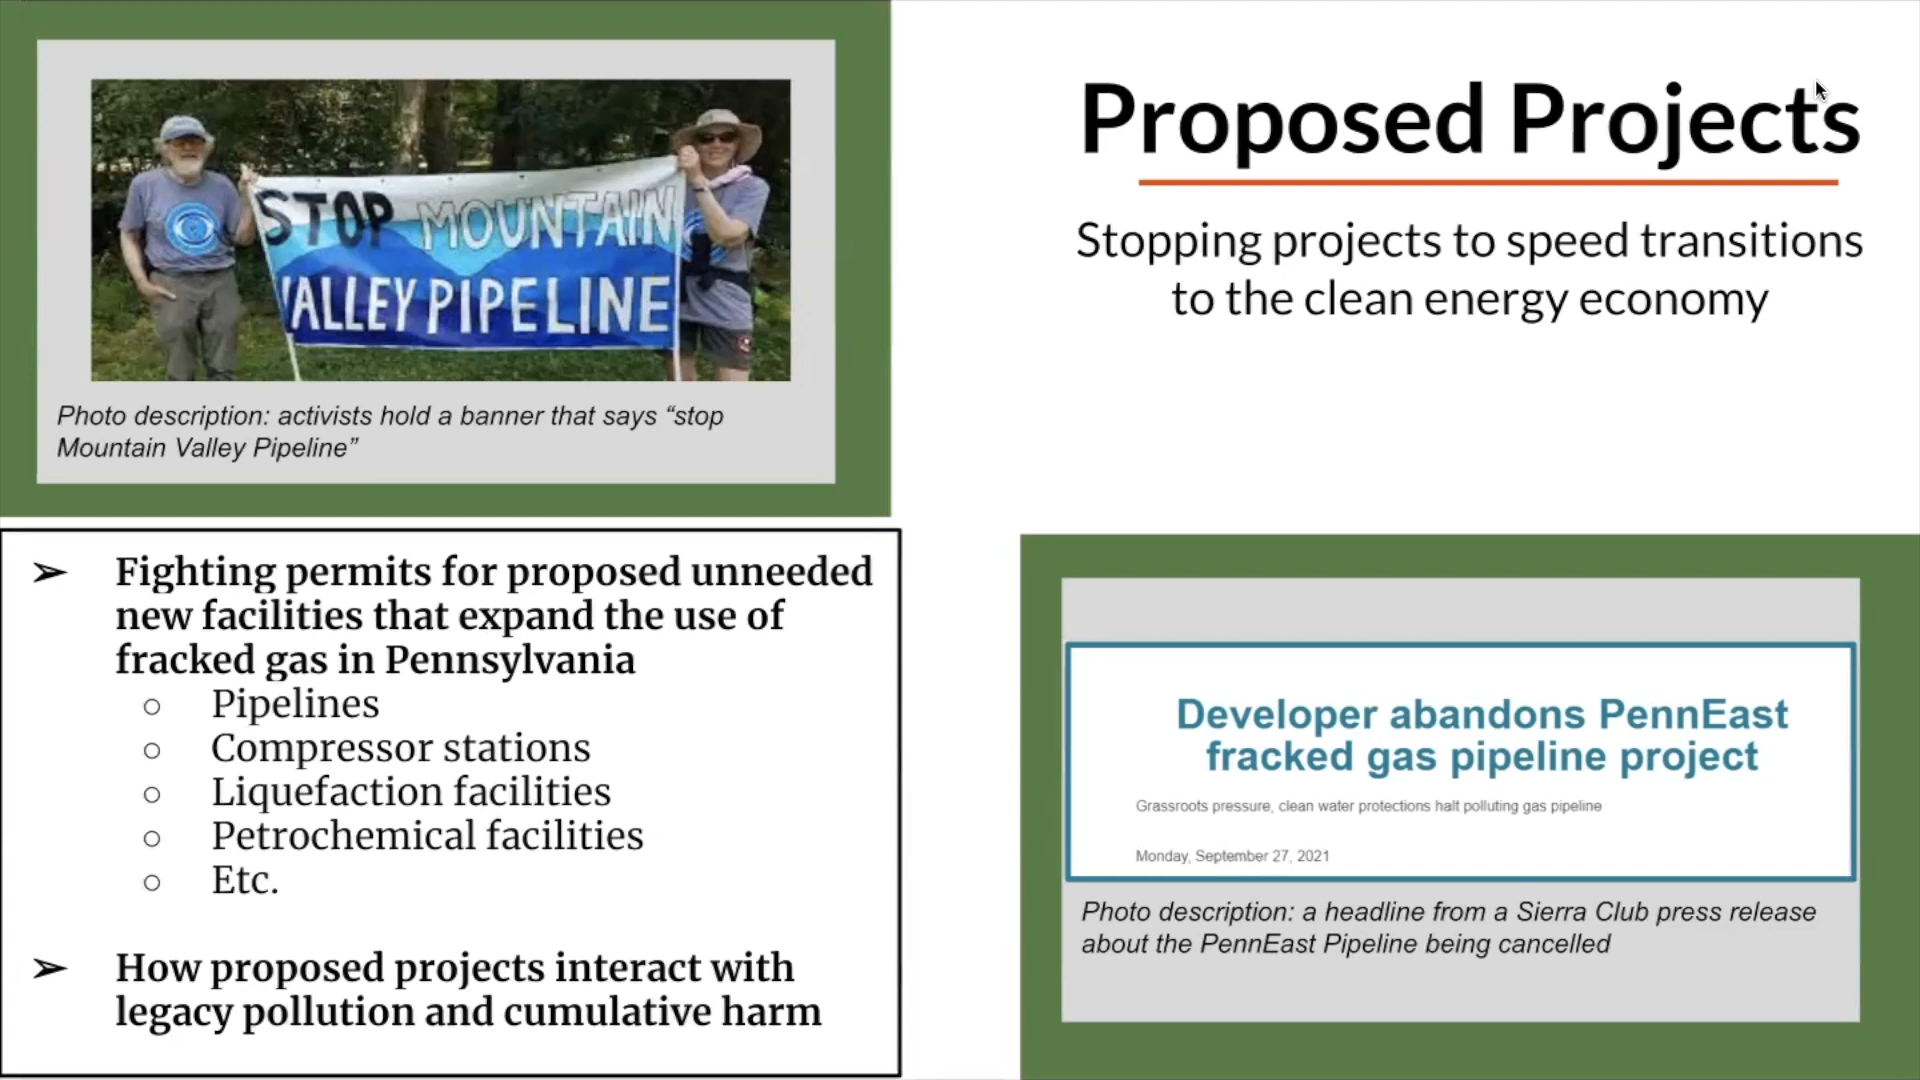 Proposed Projects
Stopping projects to speed transitions
to the clean energy economy
STOP MOUNTAIN
VALLEY PIPELINE
Photo description: activists hold a banner that says “stop
Mountain Valley Pipeline”
➢ Fighting permits for proposed unneeded
new facilities that expand the use of
fracked gas in Pennsylvania
○ Pipelines
○ Compressor stations
○ Liquefaction facilities
○ Petrochemical facilities
○ Etc.
➢ How proposed projects interact with
legacy pollution and cumulative harm
Developer abandons PennEast
fracked gas pipeline project
Grassroots pressure, clean water protections halt polluting gas pipeline
Monday, September 27, 2021
Photo description: a headline from a Sierra Club press release
about the PennEast Pipeline being cancelled